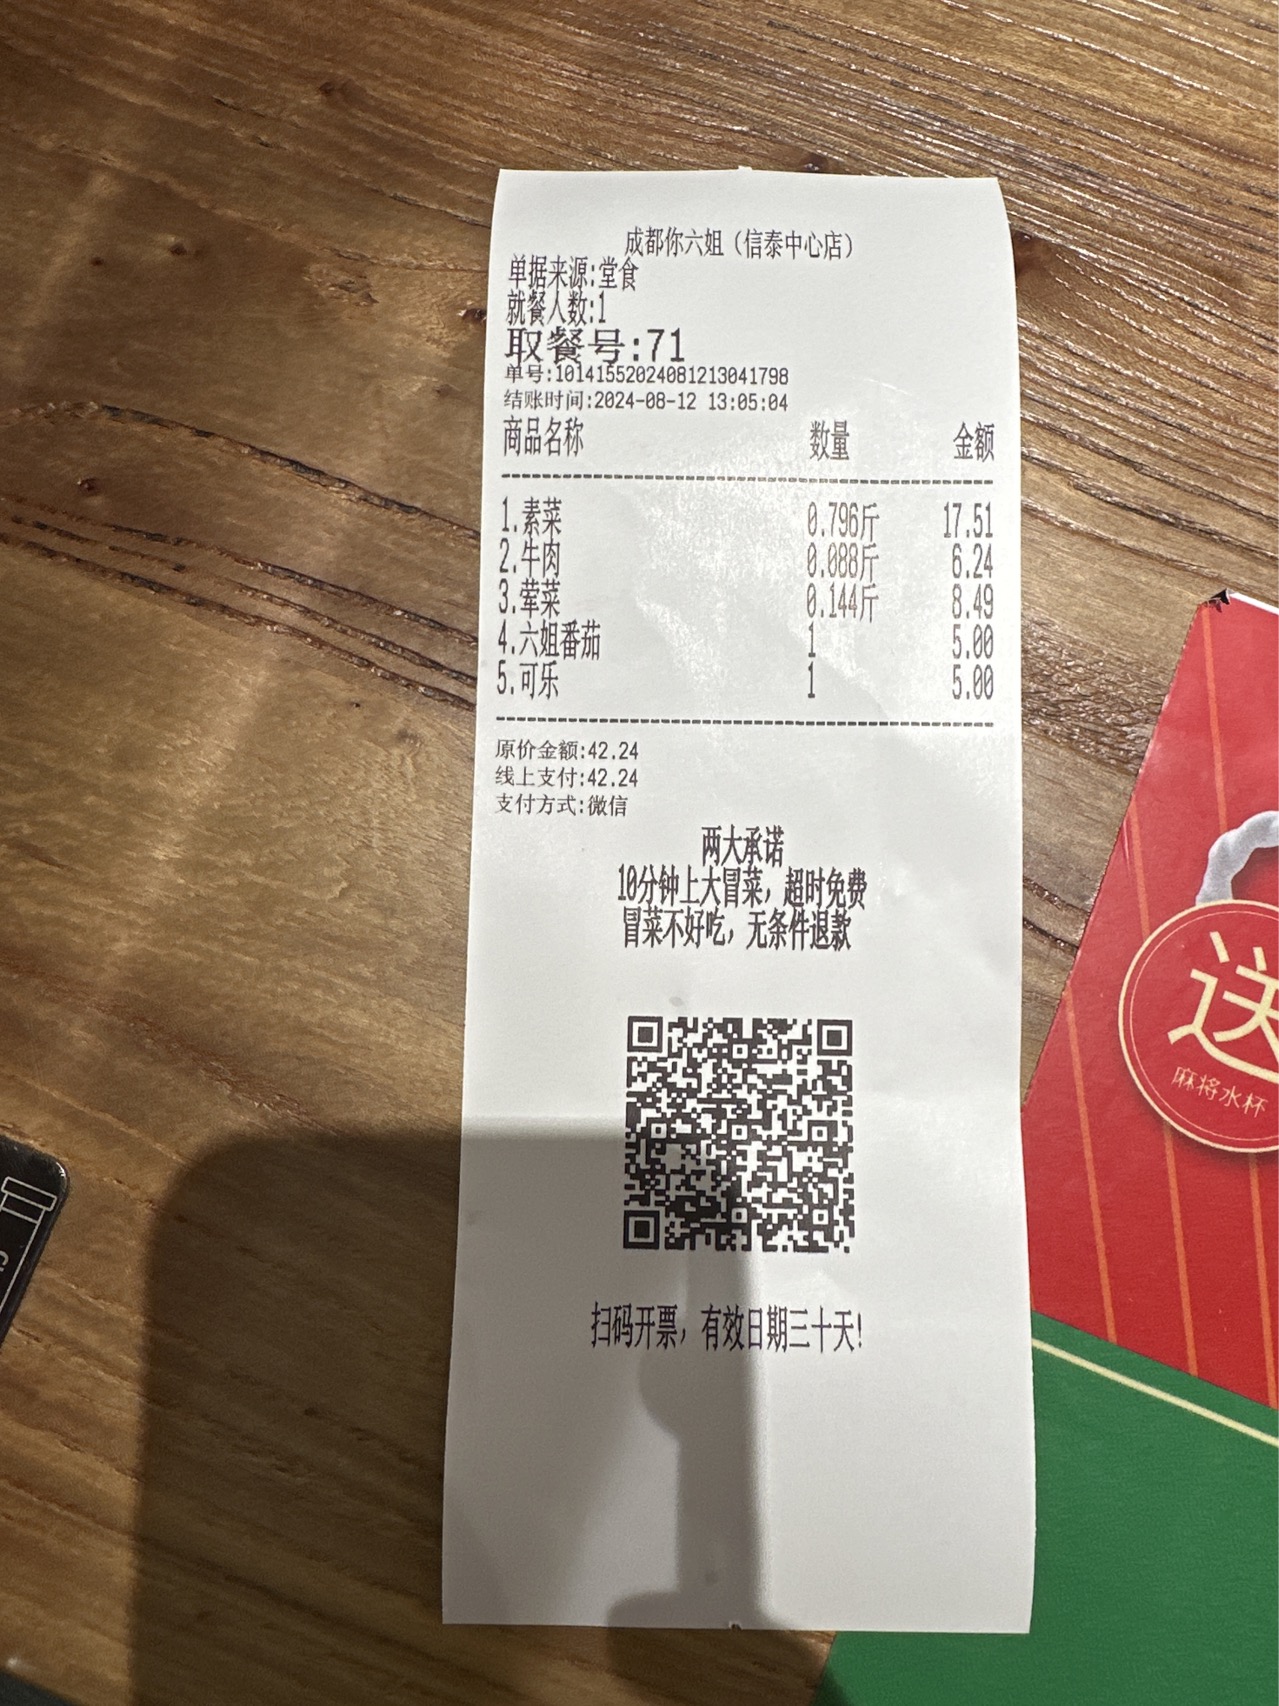 成都你六姐（信泰中心店）
单据来源:堂食
就餐人数:1
取餐号:71
单号:10141552024081213041798
结账时间:2024-08-12 13:05:04
商品名称 数量 金额
1.素菜 0.796斤 17.51
2.牛肉 0.088斤 6.24
3.荤菜 0.144斤 8.49
4.六姐番茄 1 5.00
5.可乐 1 5.00
原价金额:42.24
线上支付:42.24
支付方式:微信
两大承诺
10分钟上大冒菜，超时免费
冒菜不好吃，无条件退款
扫码开票，有效日期三十天!
送
麻将水杯